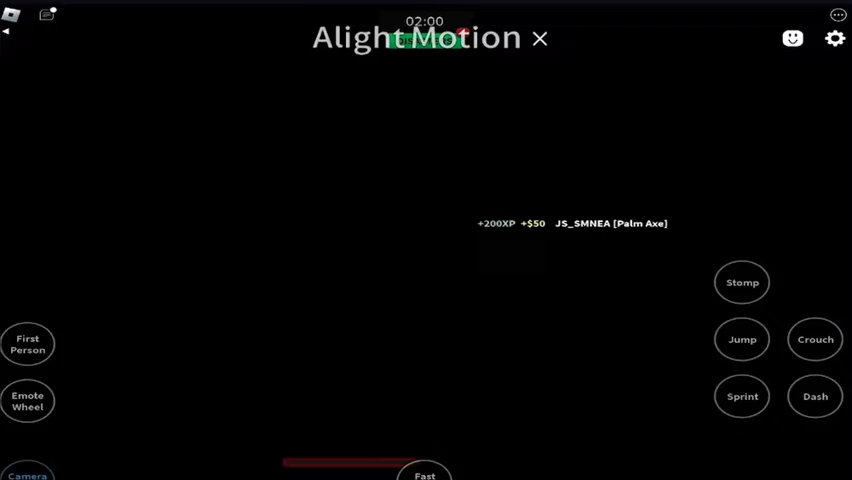 02:00
Alight Motion ×
+200XP +$50 JS_SMNEA [Palm Axe]
Stomp
First
Person
Jump
Crouch
Emote
Wheel
Sprint
Dash
Camera
Fast